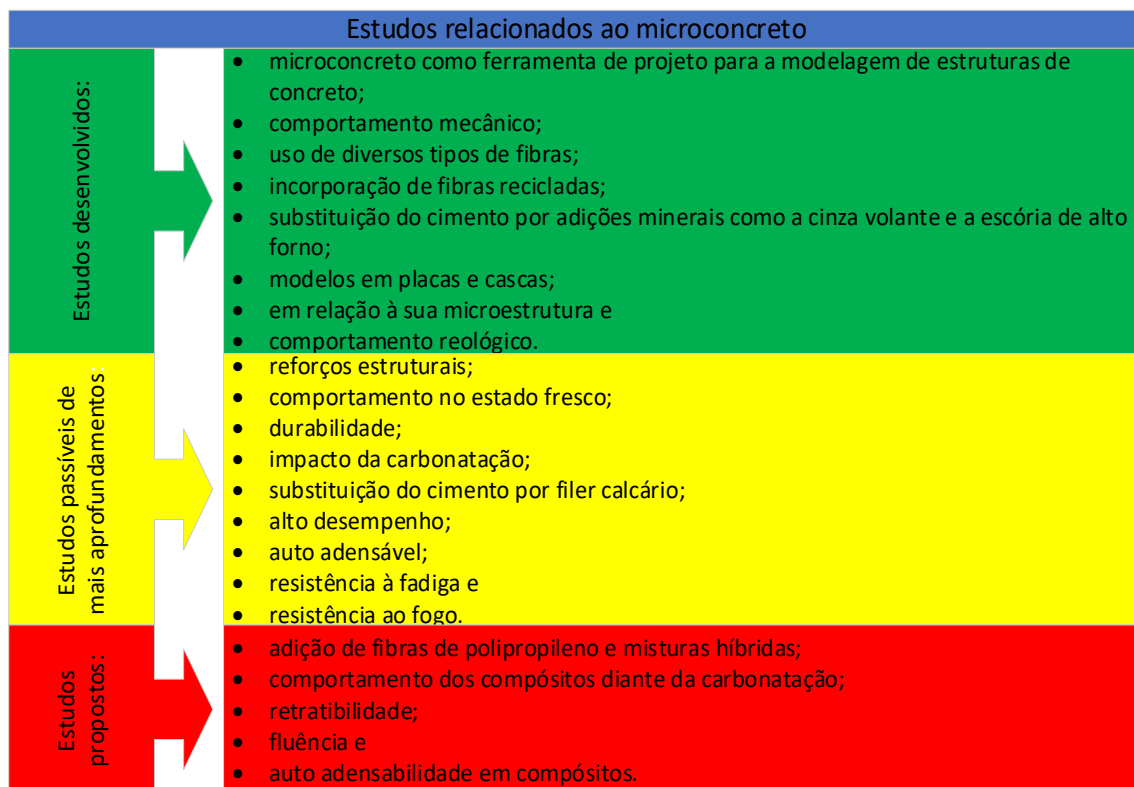 Estudos relacionados ao microconcreto
Estudos desenvolvidos:
• microconcreto como ferramenta de projeto para a modelagem de estruturas de
concreto;
• comportamento mecânico;
• uso de diversos tipos de fibras;
• incorporação de fibras recicladas;
• substituição do cimento por adições minerais como a cinza volante e a escória de alto
forno;
• modelos em placas e cascas;
• em relação à sua microestrutura e
• comportamento reológico.
Estudos passíveis de
mais aprofundamentos:
• reforços estruturais;
• comportamento no estado fresco;
• durabilidade;
• impacto da carbonatação;
• substituição do cimento por filer calcário;
• alto desempenho;
• auto adensável;
• resistência à fadiga e
• resistência ao fogo.
Estudos
propostos:
• adição de fibras de polipropileno e misturas híbridas;
• comportamento dos compósitos diante da carbonatação;
• retratibilidade;
• fluência e
• auto adensabilidade em compósitos.